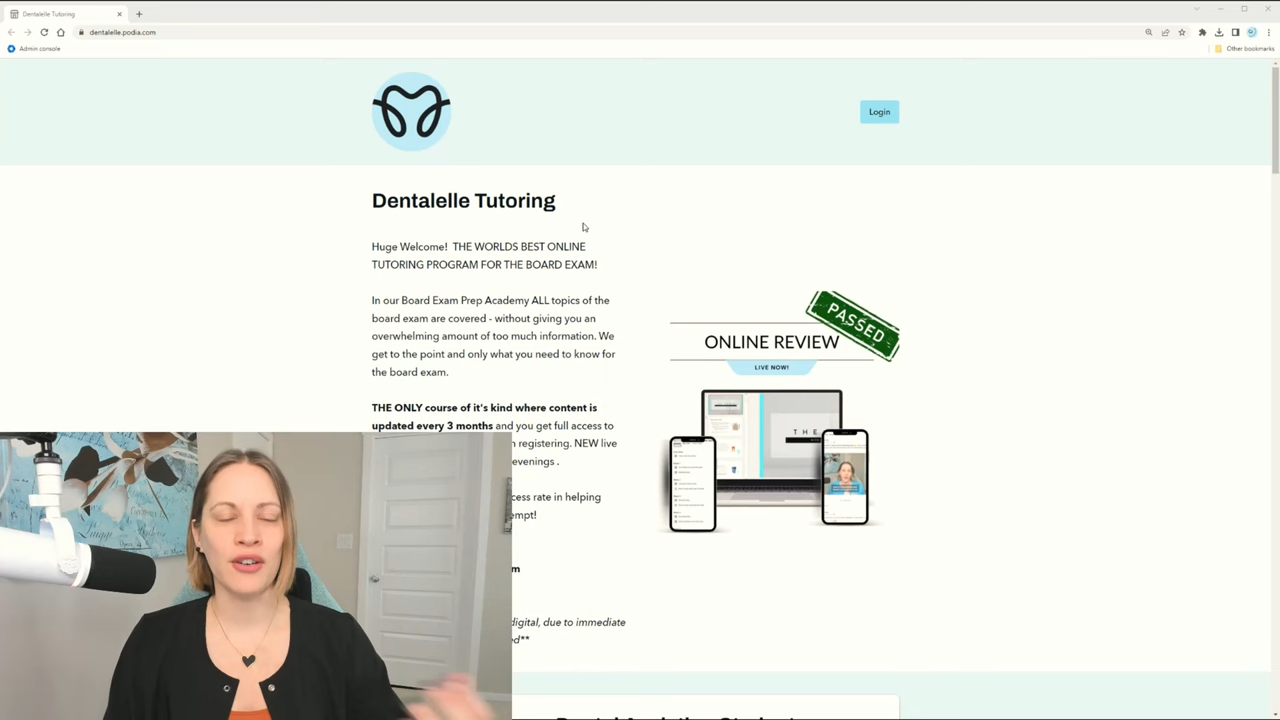 Dentalelle Tutoring
dentalelle.podia.com
Admin console
Other bookmarks
Login
Dentalelle Tutoring
Huge Welcome! THE WORLDS BEST ONLINE
TUTORING PROGRAM FOR THE BOARD EXAM!
In our Board Exam Prep Academy ALL topics of the
board exam are covered - without giving you an
overwhelming amount of too much information. We
get to the point and only what you need to know for
the board exam.
THE ONLY course of it's kind where content is
updated every 3 months and you get full access to
registering. NEW live
evenings .
rate in helping
digital, due to immediate
PASSED
ONLINE REVIEW
LIVE NOW!
THE